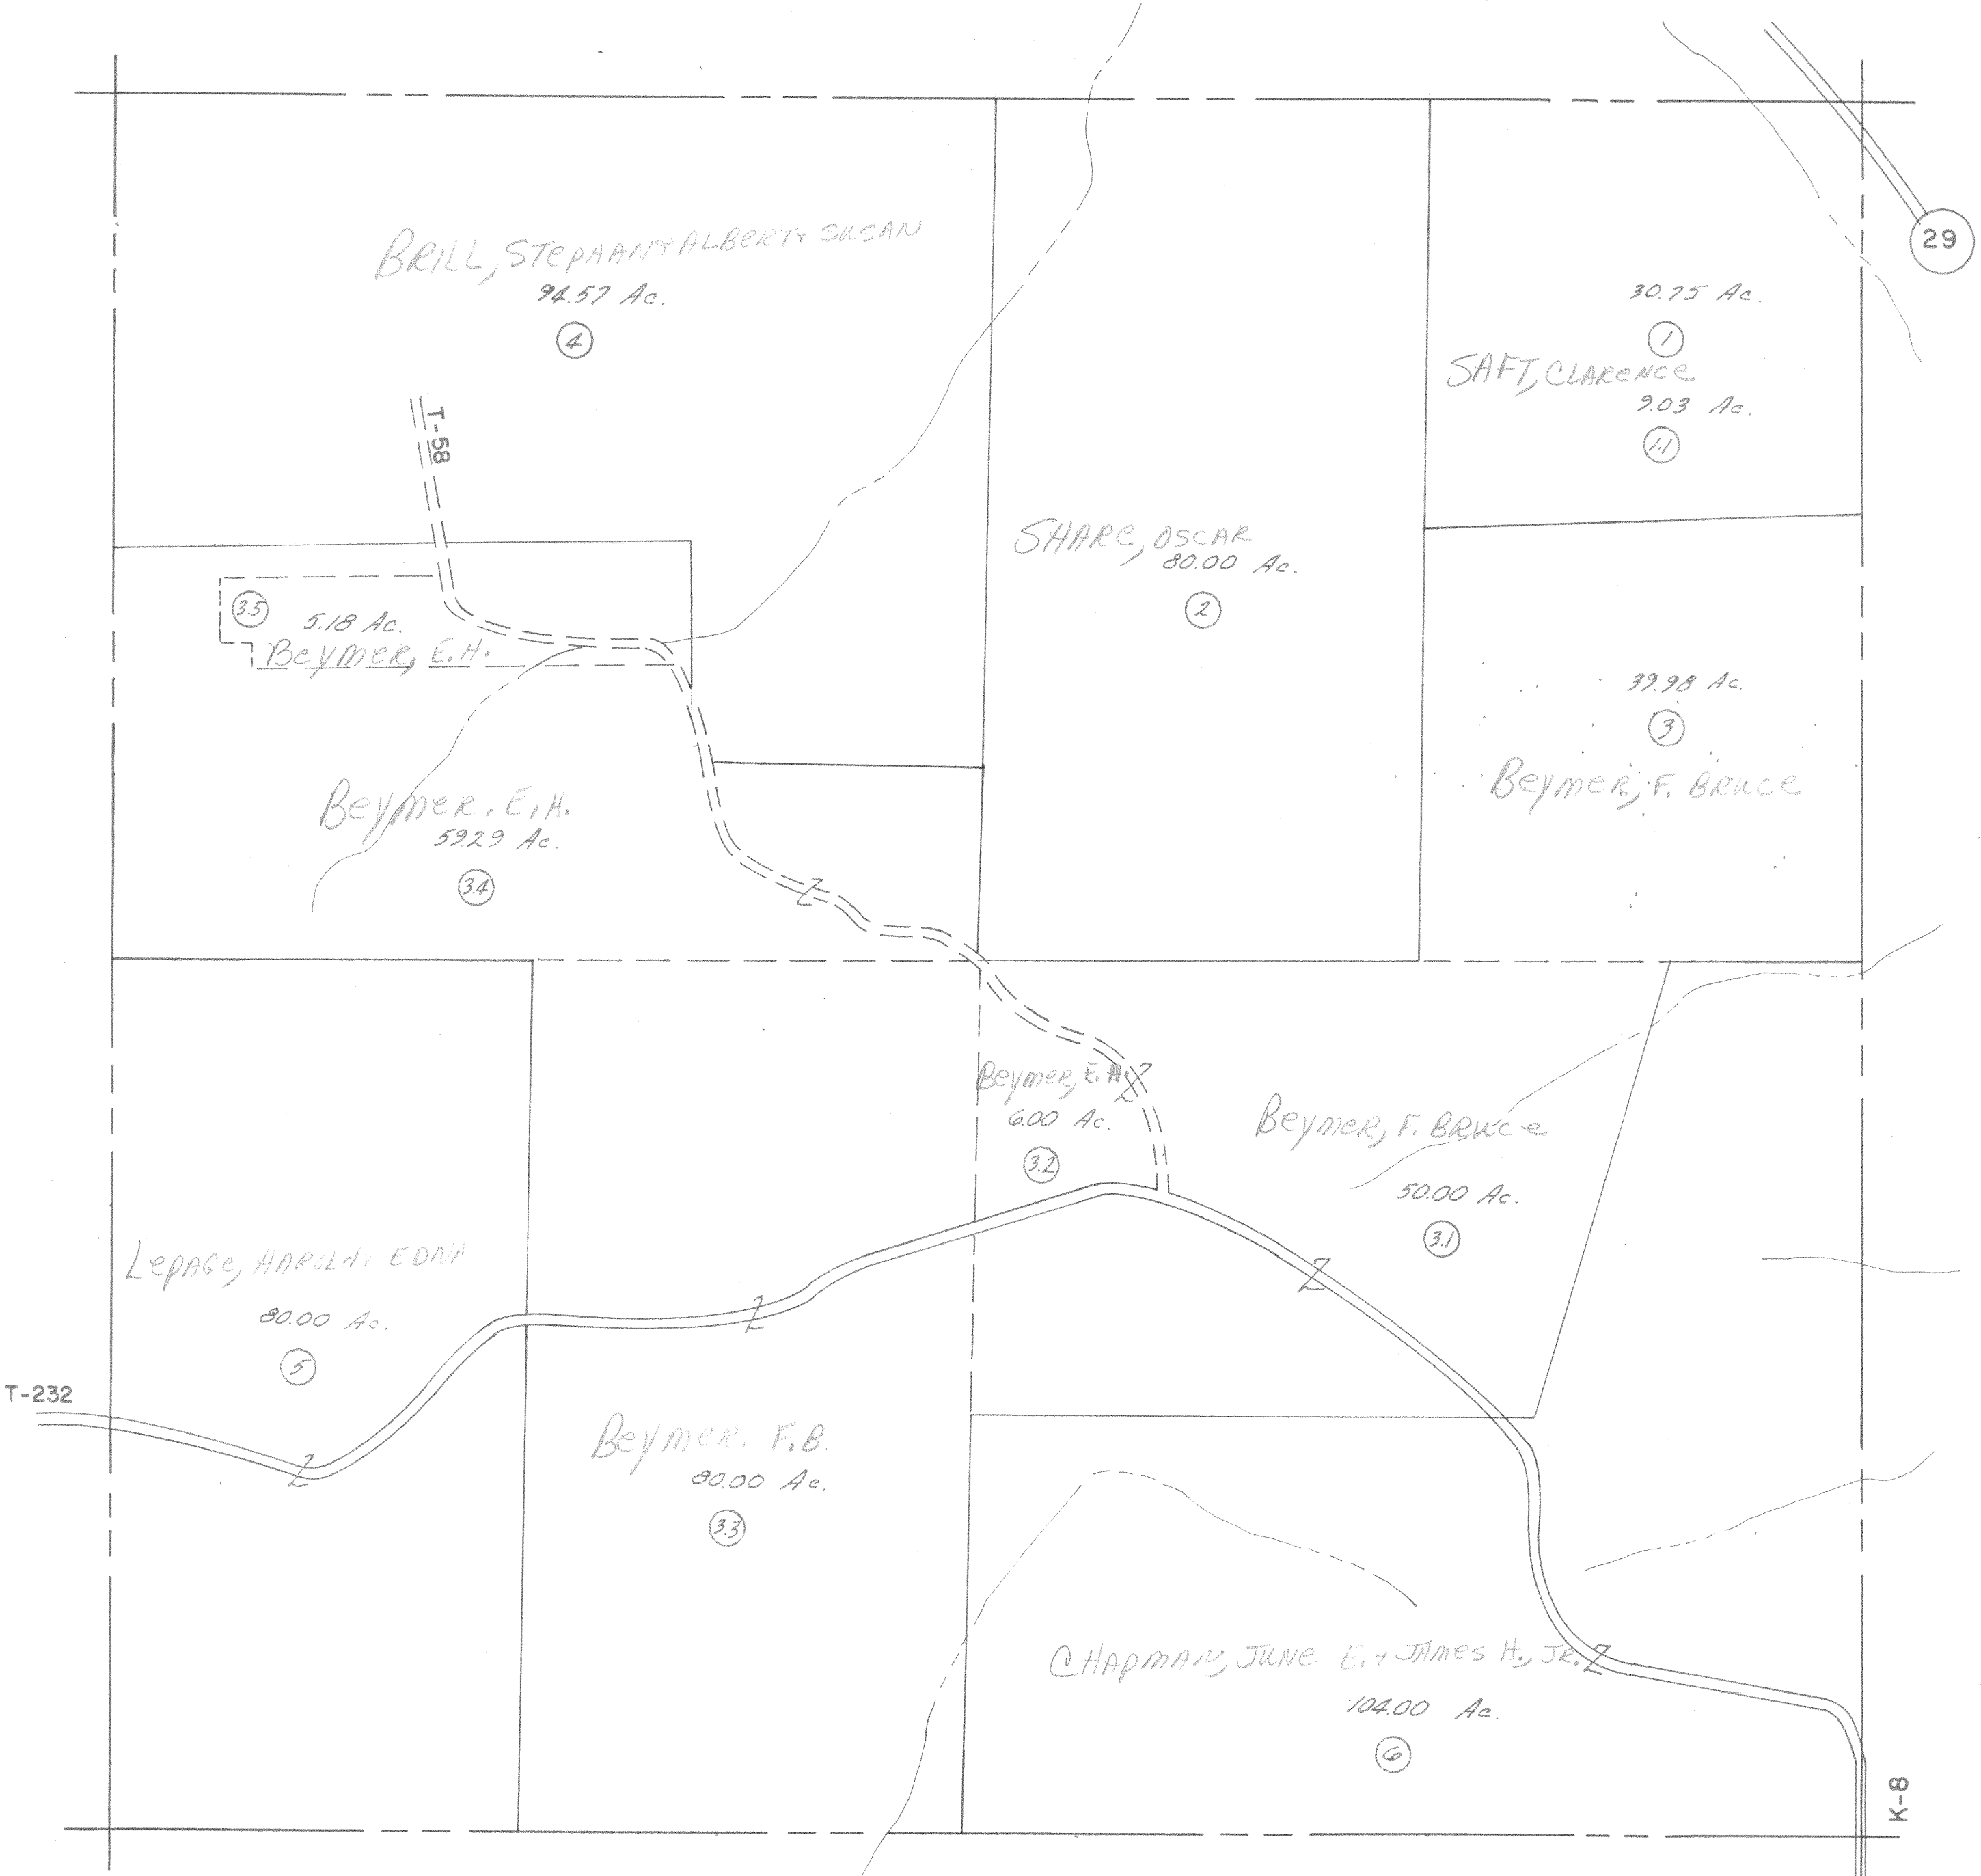 29
BRILL, STEPHAN + ALBERT + SUSAN
94.57 Ac.
4
30.75 Ac.
1
SAFT, CLARENCE
9.03 Ac.
1.1
T-58
SHARE, OSCAR
80.00 Ac.
2
3.5
5.18 Ac.
Beymer, E.H.
39.98 Ac.
3
Beymer, F. BRUCE
Beymer, E.H.
59.29 Ac.
3.4
Beymer, E.H.
6.00 Ac.
3.2
Beymer, F. BRUCE
50.00 Ac.
3.1
LePAGE, HAROLD + EDNA
80.00 Ac.
5
T-232
Beymer, F.B.
80.00 Ac.
3.3
CHAPMAN, JUNE E. + JAMES H., JR.
104.00 Ac.
6
K-8